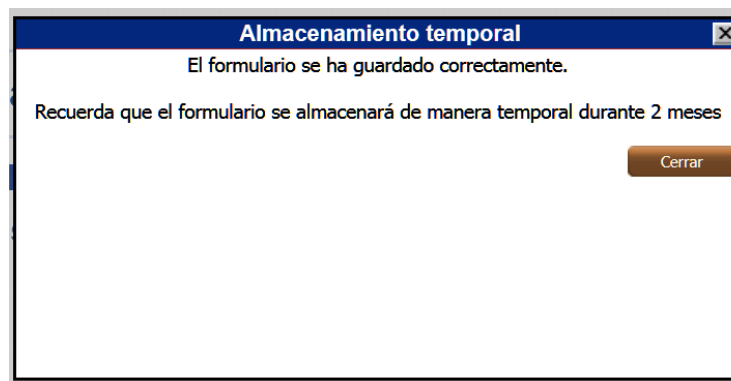 Almacenamiento temporal
El formulario se ha guardado correctamente.
Recuerda que el formulario se almacenará de manera temporal durante 2 meses
Cerrar